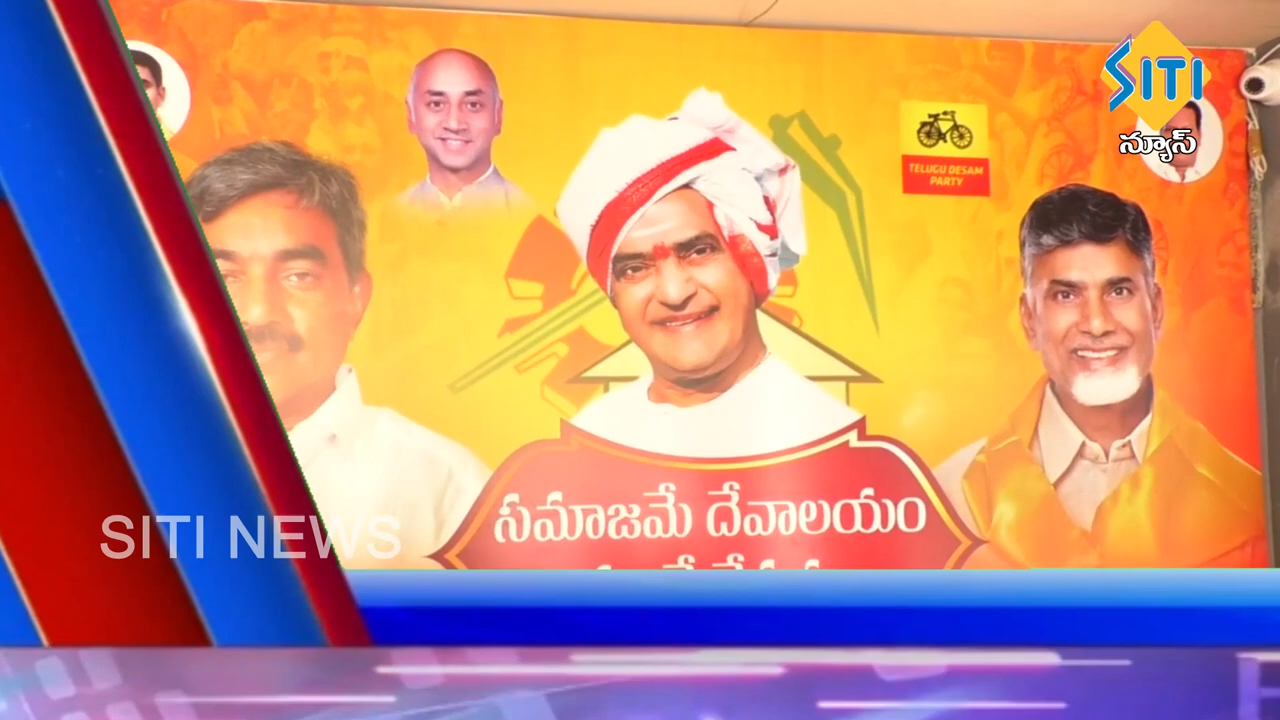 SITI
న్యూస్
TELUGU DESAM
PARTY
సమాజమే దేవాలయం
SITI NEWS